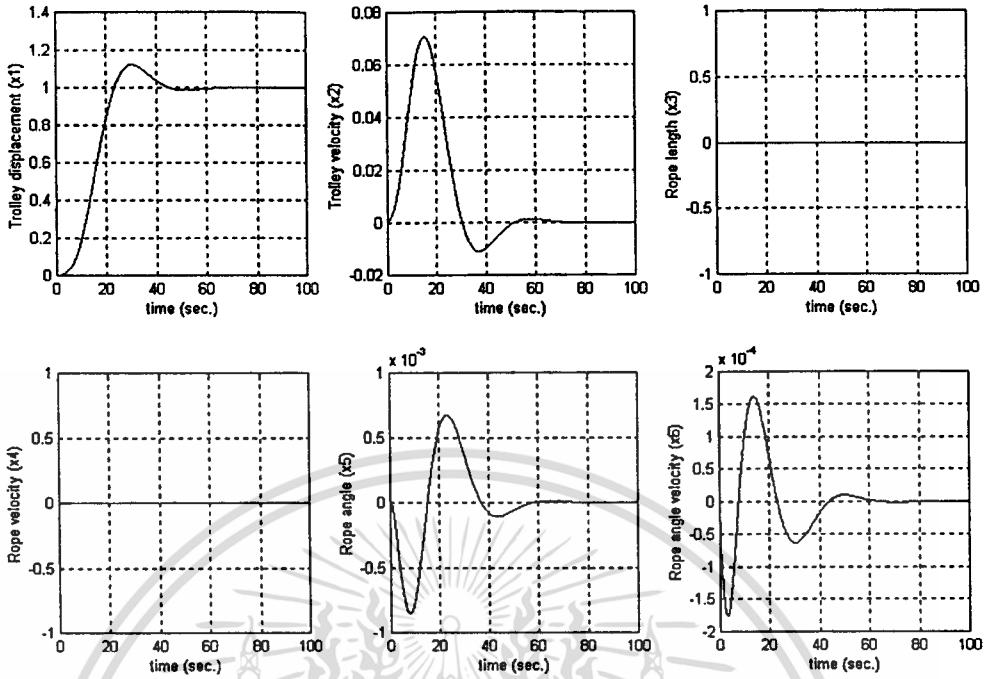 1.4
1.2
1
0.8
0.6
0.4
0.2
0
Trolley displacement (x1)
0 20 40 60 80 100
time (sec.)
0.08
0.06
0.04
0.02
0
-0.02
Trolley velocity (x2)
0 20 40 60 80 100
time (sec.)
1
0.5
0
-0.5
-1
Rope length (x3)
0 20 40 60 80 100
time (sec.)
1
0.5
0
-0.5
-1
Rope velocity (x4)
0 20 40 60 80 100
time (sec.)
x 10^-3
1
0.5
0
-0.5
-1
Rope angle (x5)
0 20 40 60 80 100
time (sec.)
x 10^-4
2
1.5
1
0.5
0
-0.5
-1
-1.5
-2
Rope angle velocity (x6)
0 20 40 60 80 100
time (sec.)